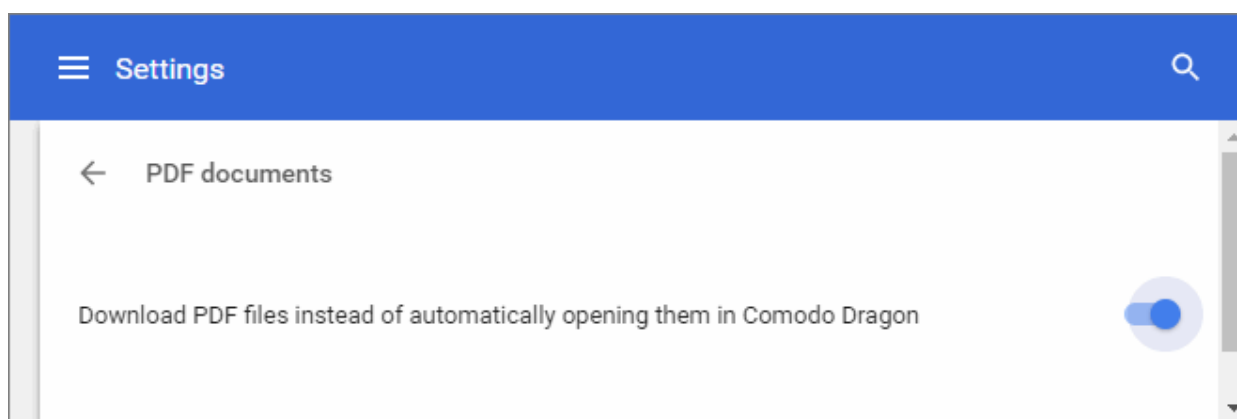 Settings
PDF documents
Download PDF files instead of automatically opening them in Comodo Dragon